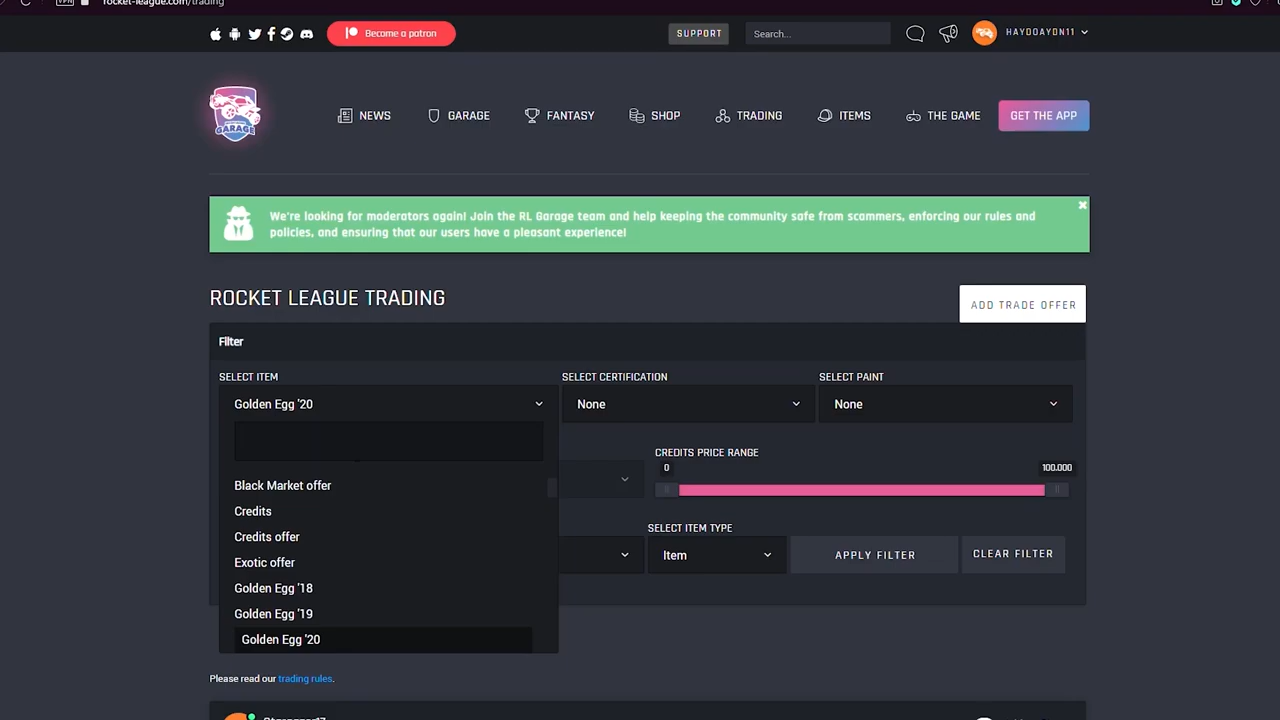 rocket-league.com/trading
VPN
Become a patron
SUPPORT
Search...
HAYDOAYDN11
GARAGE
NEWS
GARAGE
FANTASY
SHOP
TRADING
ITEMS
THE GAME
GET THE APP
We're looking for moderators again! Join the RL Garage team and help keeping the community safe from scammers, enforcing our rules and
policies, and ensuring that our users have a pleasant experience!
ROCKET LEAGUE TRADING
ADD TRADE OFFER
Filter
SELECT ITEM
SELECT CERTIFICATION
SELECT PAINT
Golden Egg '20
None
None
CREDITS PRICE RANGE
0
100.000
Black Market offer
Credits
Credits offer
Exotic offer
Golden Egg '18
Golden Egg '19
Golden Egg '20
SELECT ITEM TYPE
Item
APPLY FILTER
CLEAR FILTER
Please read our trading rules.